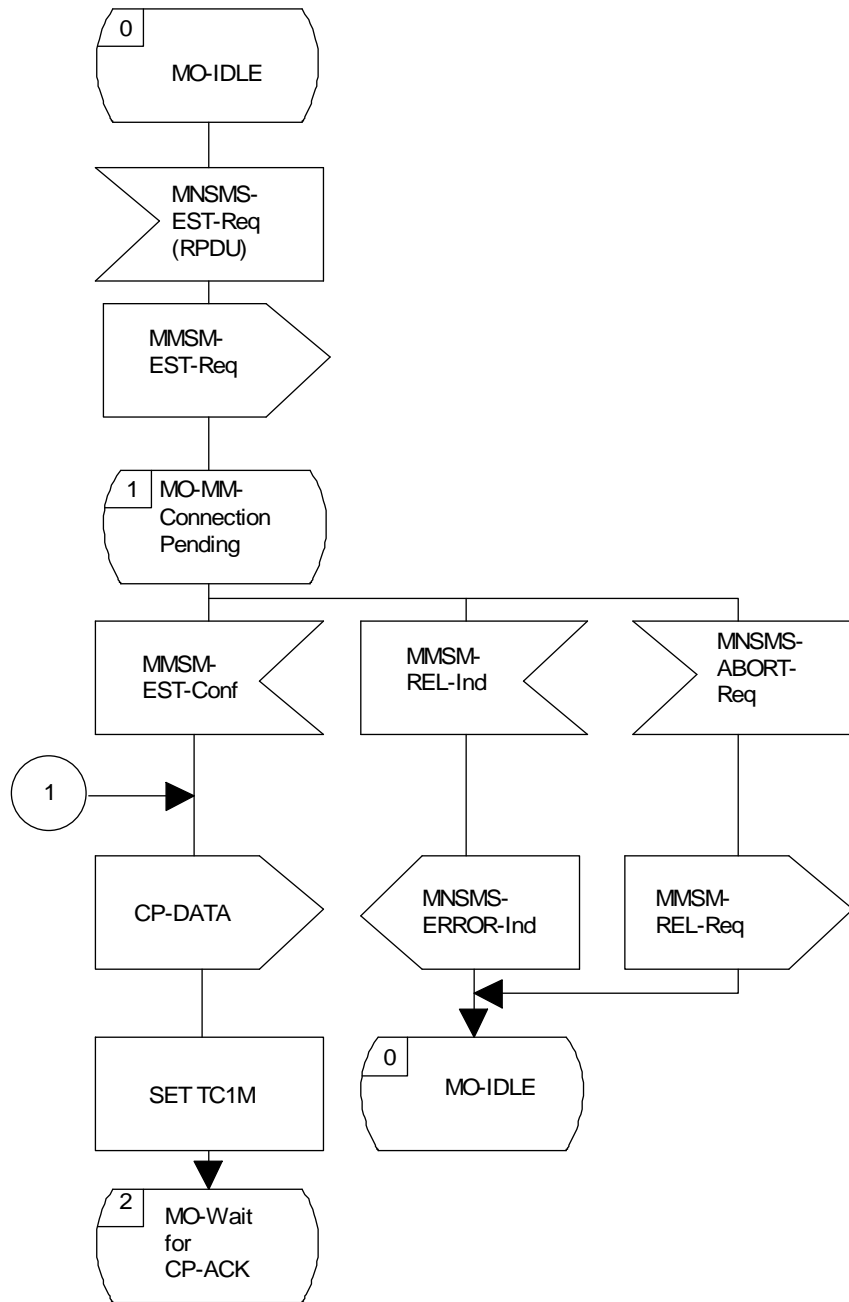 0
MO-IDLE
MNSMS-
EST-Req
(RPDU)
MMSM-
EST-Req
1
MO-MM-
Connection
Pending
MMSM-
EST-Conf
MMSM-
REL-Ind
MNSMS-
ABORT-
Req
1
CP-DATA
MNSMS-
ERROR-Ind
MMSM-
REL-Req
SET TC1M
0
MO-IDLE
2
MO-Wait
for
CP-ACK